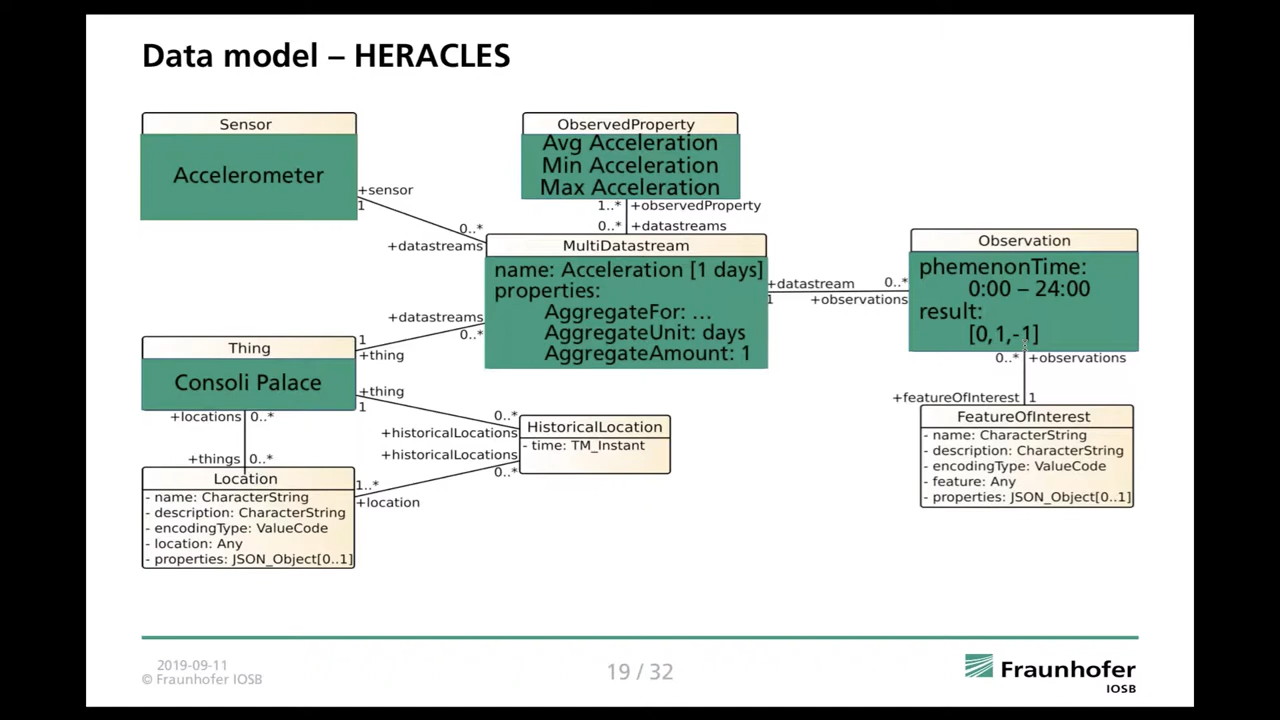 Data model – HERACLES
Sensor
Accelerometer
ObservedProperty
Avg Acceleration
Min Acceleration
Max Acceleration
+sensor
1
0..*
+datastreams
1..*
+observedProperty
0..*
+datastreams
MultiDatastream
name: Acceleration [1 days]
properties:
AggregateFor: ...
AggregateUnit: days
AggregateAmount: 1
+datastream
1
0..*
+observations
Observation
phemenonTime:
0:00 – 24:00
result:
[0,1,-1]
0..*
+observations
+featureOfInterest
1
FeatureOfInterest
- name: CharacterString
- description: CharacterString
- encodingType: ValueCode
- feature: Any
- properties: JSON_Object[0..1]
+datastreams
0..*
1
+thing
Thing
Consoli Palace
+thing
1
0..*
+historicalLocations
+historicalLocations
0..*
HistoricalLocation
- time: TM_Instant
+locations
0..*
+things
0..*
1..*
+location
Location
- name: CharacterString
- description: CharacterString
- encodingType: ValueCode
- location: Any
- properties: JSON_Object[0..1]
2019-09-11
© Fraunhofer IOSB
19 / 32
Fraunhofer
IOSB